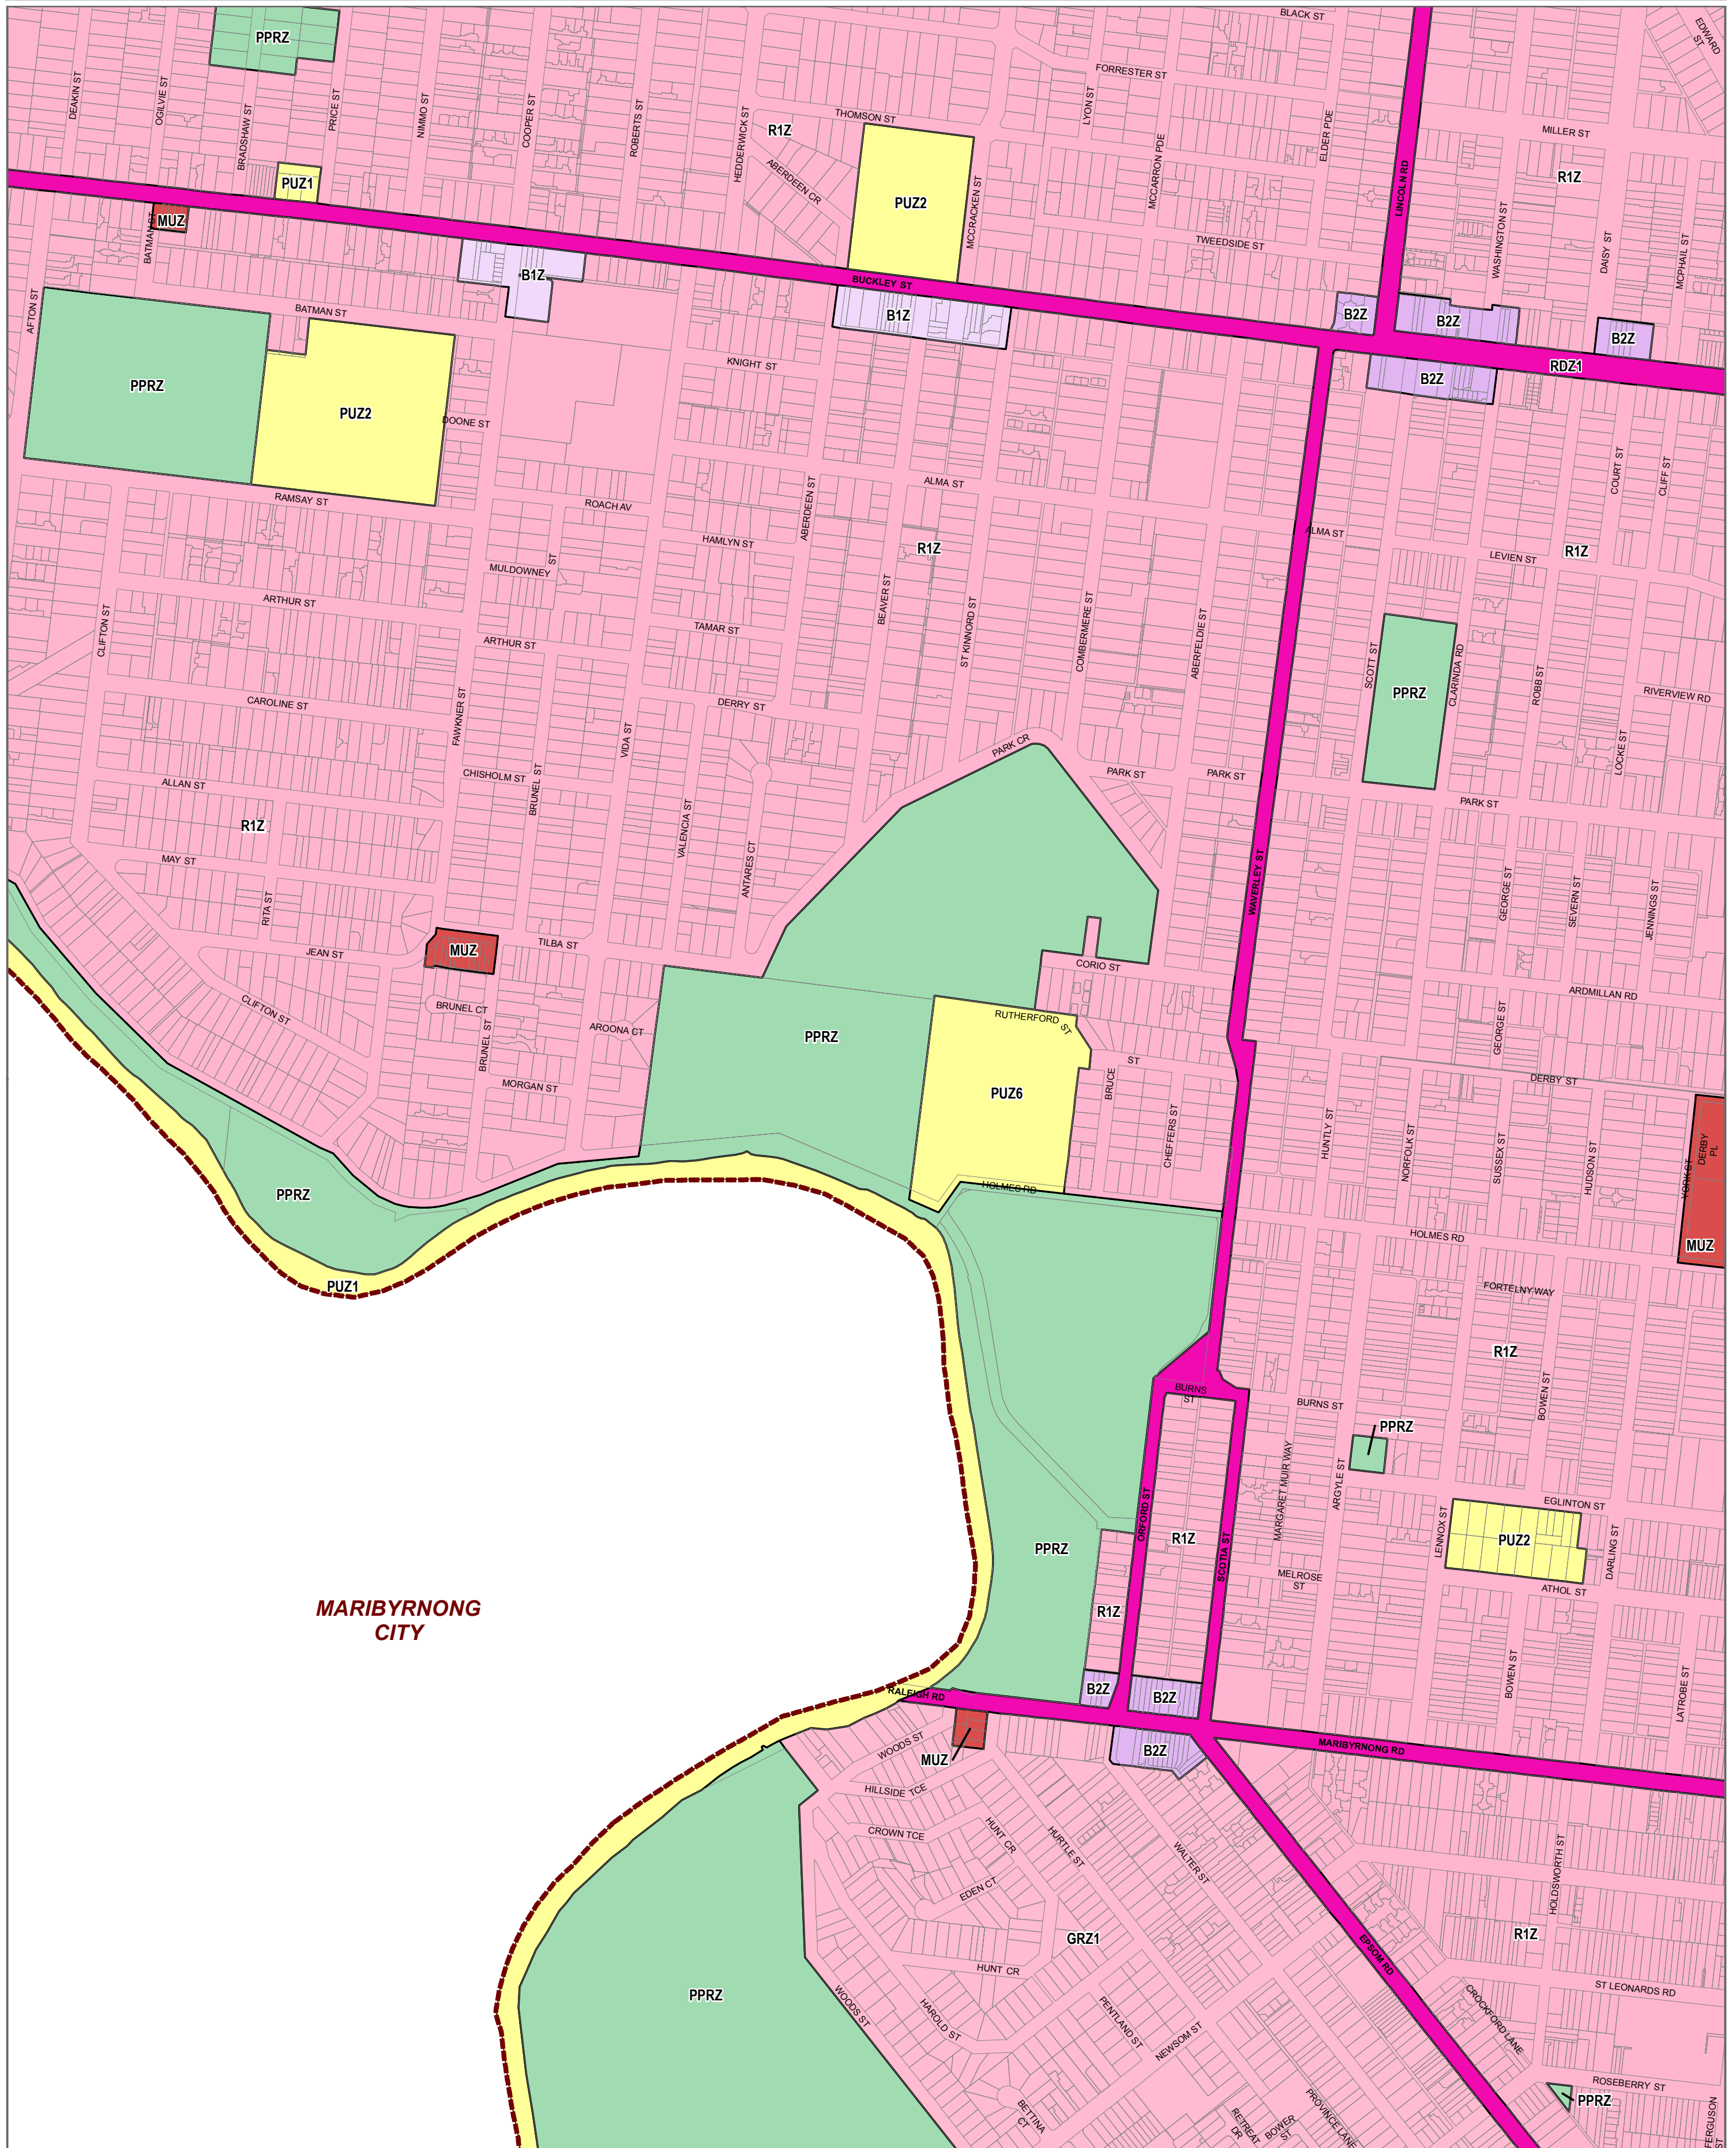 BLACK ST
EDWARD
ST
PPRZ
FORRESTER ST
DEAKIN ST
OGILVIE ST
BRADSHAW ST
PRICE ST
NIMMO ST
COOPER ST
ROBERTS ST
HEDDERWICK ST
R1Z
THOMSON ST
LYON ST
ELDER PDE
MILLER ST
ABERDEEN CR
MCCARRON PDE
LINCOLN RD
R1Z
PUZ1
PUZ2
MCCRACKEN ST
WASHINGTON ST
DAISY ST
MCPHAIL ST
MUZ
BATMAN ST
TWEEDSIDE ST
B1Z
BUCKLEY ST
AFTON ST
BATMAN ST
B1Z
B2Z
B2Z
B2Z
KNIGHT ST
RDZ1
B2Z
PPRZ
PUZ2
DOONE ST
RAMSAY ST
ROACH AV
ABERDEEN ST
ALMA ST
COURT ST
CLIFF ST
HAMLYN ST
R1Z
ALMA ST
LEVIEN ST
R1Z
MULDOWNEY
ST
ARTHUR ST
BEAVER ST
CLIFTON ST
ARTHUR ST
TAMAR ST
ST KINNORD ST
COMBERMERE ST
ABERFELDIE ST
SCOTT ST
PPRZ
CLARINDA RD
ROBB ST
RIVERVIEW RD
CAROLINE ST
FAWKNER ST
DERRY ST
VIDA ST
PARK CR
LOCKE ST
ALLAN ST
CHISHOLM ST
BRUNEL ST
PARK ST
PARK ST
PARK ST
R1Z
VALENCIA ST
ANTARES CT
MAY ST
WAVERLEY ST
GEORGE ST
SEVERN ST
JENNINGS ST
RITA ST
JEAN ST
MUZ
TILBA ST
CORIO ST
ARDMILLAN RD
CLIFTON ST
BRUNEL CT
BRUNEL ST
AROONA CT
PPRZ
RUTHERFORD
ST
GEORGE ST
ST
MORGAN ST
PUZ6
BRUCE
DERBY ST
CHEFFERS ST
HUNTLY ST
NORFOLK ST
SUSSEX ST
HUDSON ST
YORK ST
DERBY
PL
PPRZ
HOLMES RD
HOLMES RD
MUZ
PUZ1
FORTELNY WAY
R1Z
BURNS
ST
BURNS ST
BOWEN ST
PPRZ
MARGARET MUIR WAY
ARGYLE ST
EGLINTON ST
ORFORD ST
R1Z
SCOTIA ST
LENNOX ST
PUZ2
DARLING ST
PPRZ
MELROSE
ST
ATHOL ST
MARIBYRNONG
CITY
R1Z
BOWEN ST
LATROBE ST
RALEIGH RD
B2Z
B2Z
WOODS ST
MUZ
B2Z
MARIBYRNONG RD
HILLSIDE TCE
CROWN TCE
HUNT CR
HURTLE ST
WALTER ST
HOLDSWORTH ST
EDEN CT
GRZ1
R1Z
EPSOM RD
HUNT CR
PPRZ
WOODS ST
HAROLD ST
PENTLAND ST
NEWSOM ST
ST LEONARDS RD
CROCKFORD LANE
ROSEBERRY ST
PPRZ
BETTINA
CT
RETREAT
DR
BOWER
ST
PROVINCE LANE
FERGUSON
ST